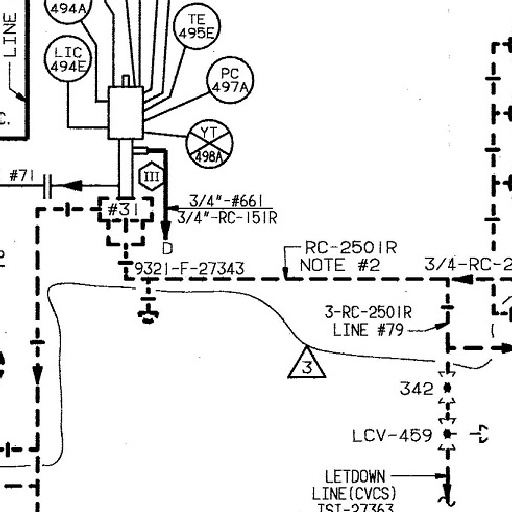 494A
TE
495E
LINE
LIC
494E
PC
497A
C.
YT
498A
#71
III
#31
3/4"-#661
3/4"-RC-151R
D
RC-2501R
NOTE #2
9321-F-27343
3/4-RC-2
3-RC-2501R
LINE #79
3
342
LCV-459
LETDOWN
LINE(CVCS)
ISI-27363